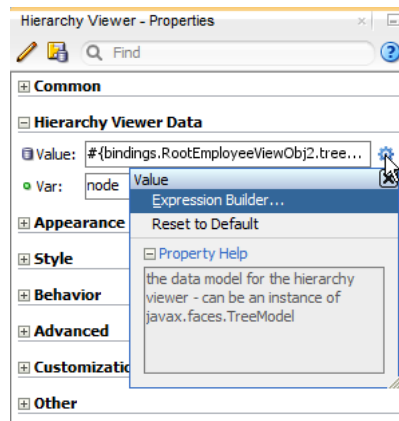 Hierarchy Viewer - Properties
Find
Common
Hierarchy Viewer Data
Value: #{bindings.RootEmployeeViewObj2.tree...
Var: node
Value
Expression Builder...
Reset to Default
Property Help
the data model for the hierarchy
viewer - can be an instance of
javax.faces.TreeModel
Appearance
Style
Behavior
Advanced
Customizatio
Other